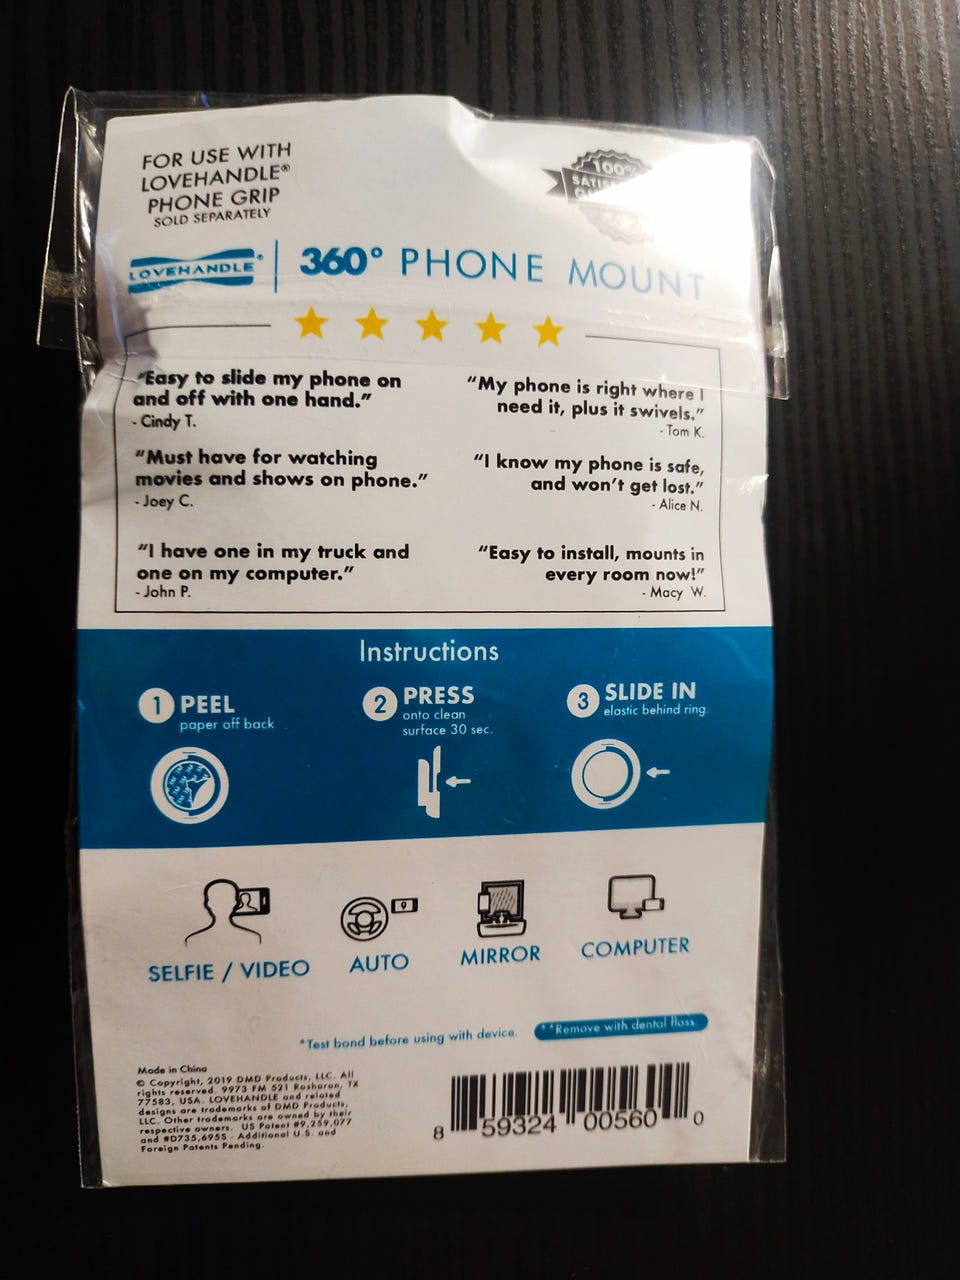 FOR USE WITH
LOVEHANDLE®
PHONE GRIP
SOLD SEPARATELY
100%
LOVEHANDLE®
360° PHONE MOUNT
"Easy to slide my phone on
and off with one hand."
- Cindy T.
"My phone is right where I
need it, plus it swivels."
- Tom K.
"Must have for watching
movies and shows on phone."
- Joey C.
"I know my phone is safe,
and won't get lost."
- Alice N.
"I have one in my truck and
one on my computer."
- John P.
"Easy to install, mounts in
every room now!"
- Macy W.
Instructions
1 PEEL
paper off back
2 PRESS
onto clean
surface 30 sec.
3 SLIDE IN
elastic behind ring.
SELFIE / VIDEO
AUTO
MIRROR
COMPUTER
*Test bond before using with device.
**Remove with dental floss
Made in China
© Copyright, 2019 DMD Products, LLC. All
rights reserved. 9973 FM 521 Rosharon, TX
77583, USA. LOVEHANDLE and related
designs are trademarks of DMD Products,
LLC. Other trademarks are owned by their
respective owners. US Patent #9,259,077
and #D735,695S - Additional U.S. and
Foreign Patents Pending.
8 59324 00560 0